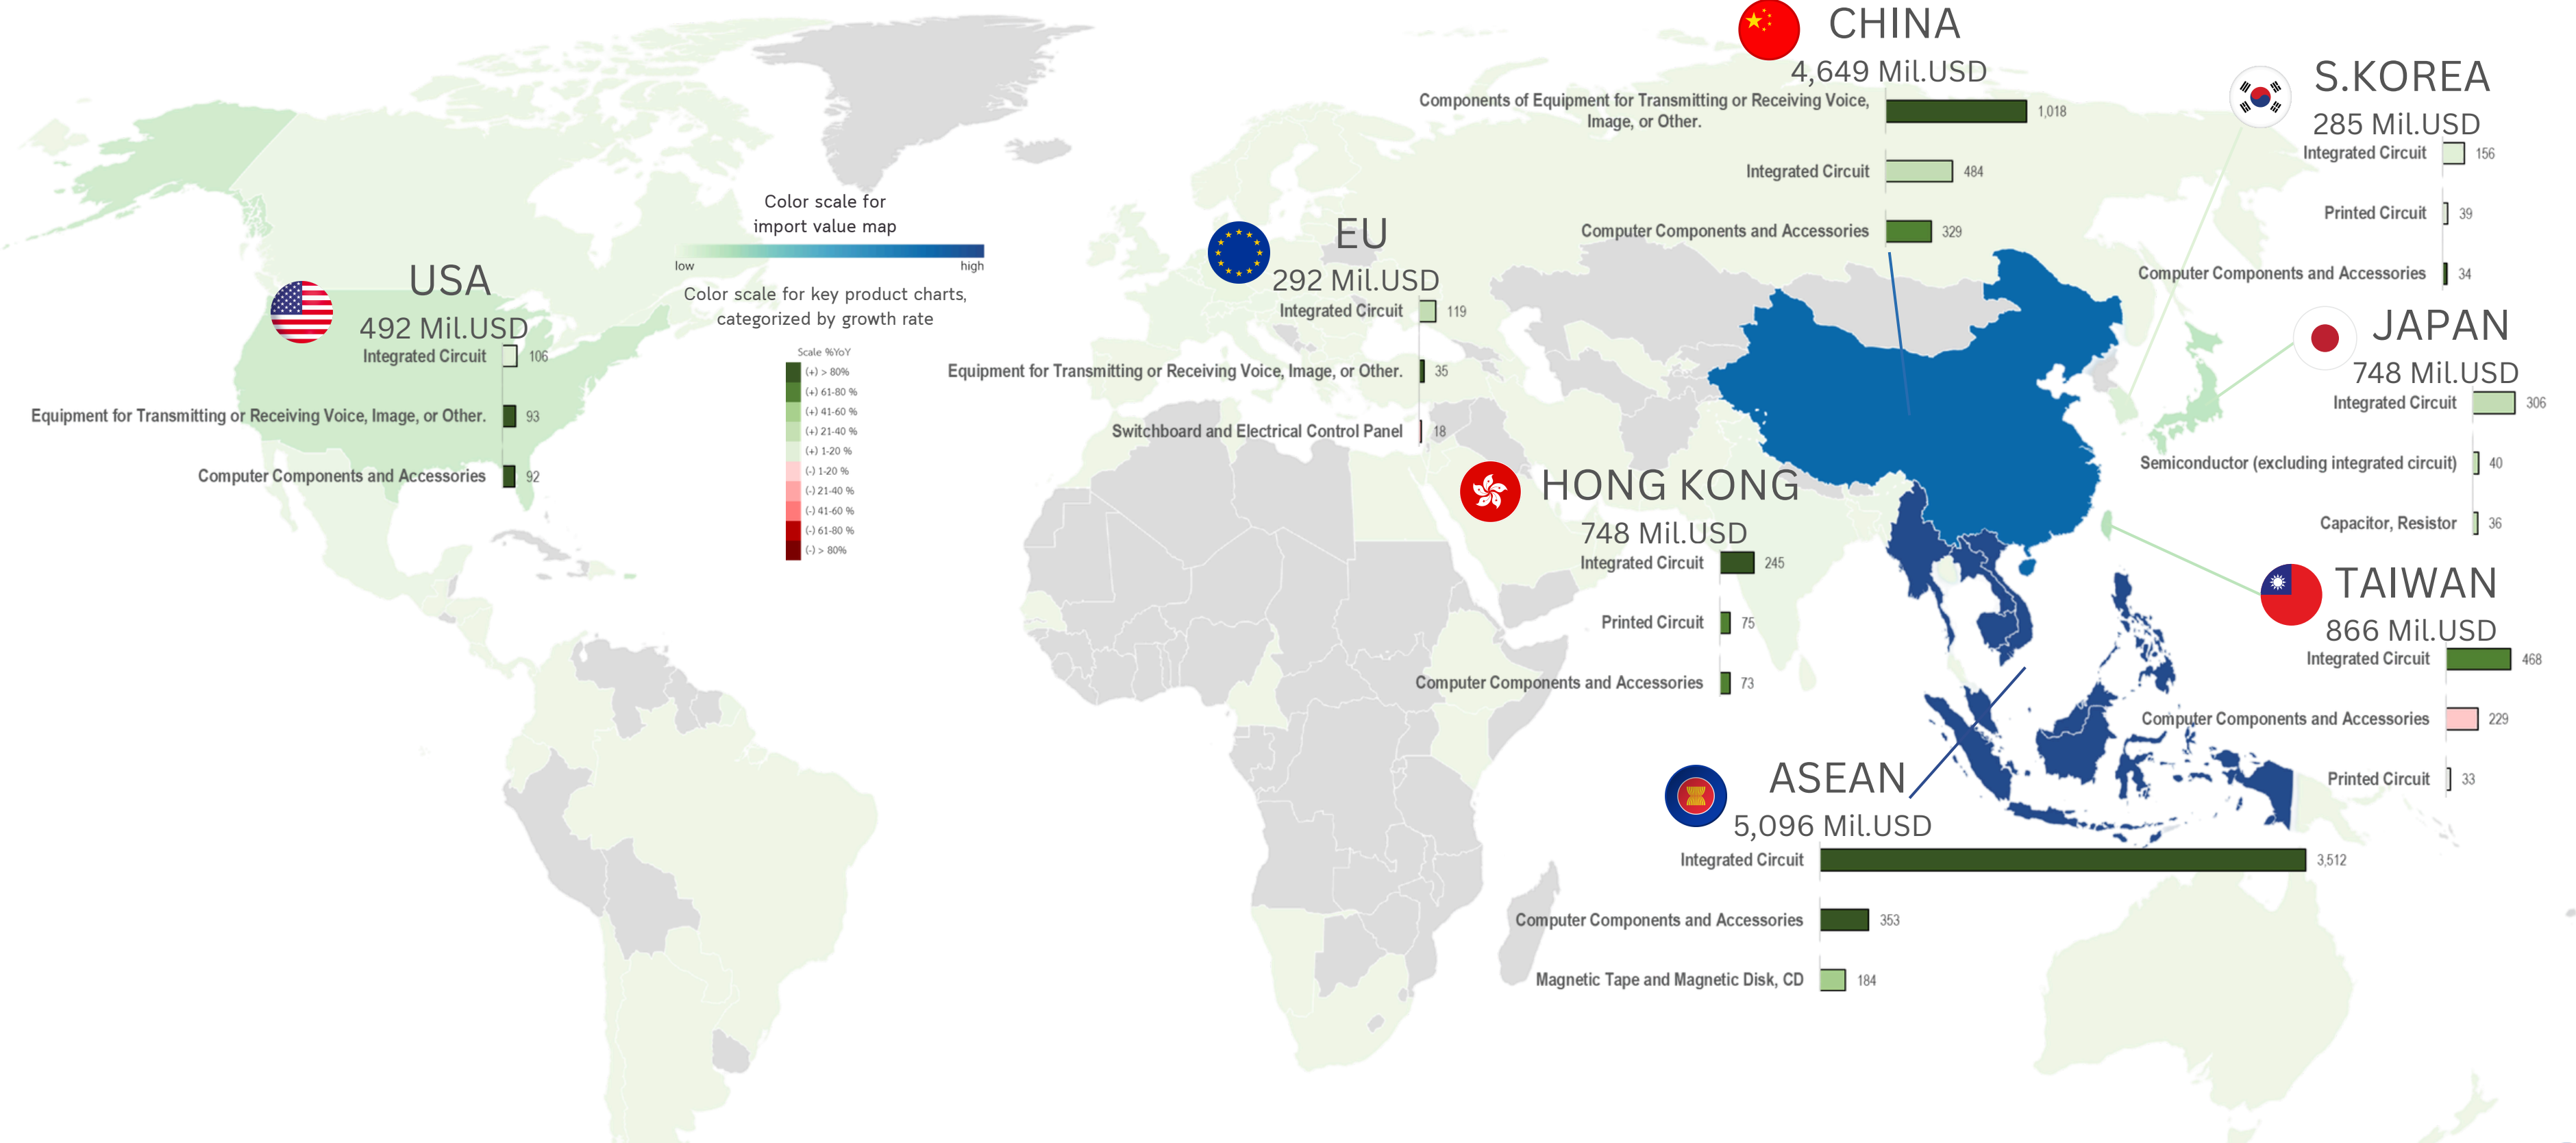 CHINA
4,649 Mil.USD
Components of Equipment for Transmitting or Receiving Voice,
Image, or Other.
1,018
Integrated Circuit
484
Computer Components and Accessories
329
S.KOREA
285 Mil.USD
Integrated Circuit
156
Printed Circuit
39
Computer Components and Accessories
34
Color scale for
import value map
low
high
Color scale for key product charts,
categorized by growth rate
Scale %YoY
(+) > 80%
(+) 61-80 %
(+) 41-60 %
(+) 21-40 %
(+) 1-20 %
(-) 1-20 %
(-) 21-40 %
(-) 41-60 %
(-) 61-80 %
(-) > 80%
USA
492 Mil.USD
Integrated Circuit
106
Equipment for Transmitting or Receiving Voice, Image, or Other.
93
Computer Components and Accessories
92
EU
292 Mil.USD
Integrated Circuit
119
Equipment for Transmitting or Receiving Voice, Image, or Other.
35
Switchboard and Electrical Control Panel
18
JAPAN
748 Mil.USD
Integrated Circuit
306
Semiconductor (excluding integrated circuit)
40
Capacitor, Resistor
36
HONG KONG
748 Mil.USD
Integrated Circuit
245
Printed Circuit
75
Computer Components and Accessories
73
TAIWAN
866 Mil.USD
Integrated Circuit
468
Computer Components and Accessories
229
Printed Circuit
33
ASEAN
5,096 Mil.USD
Integrated Circuit
3,512
Computer Components and Accessories
353
Magnetic Tape and Magnetic Disk, CD
184